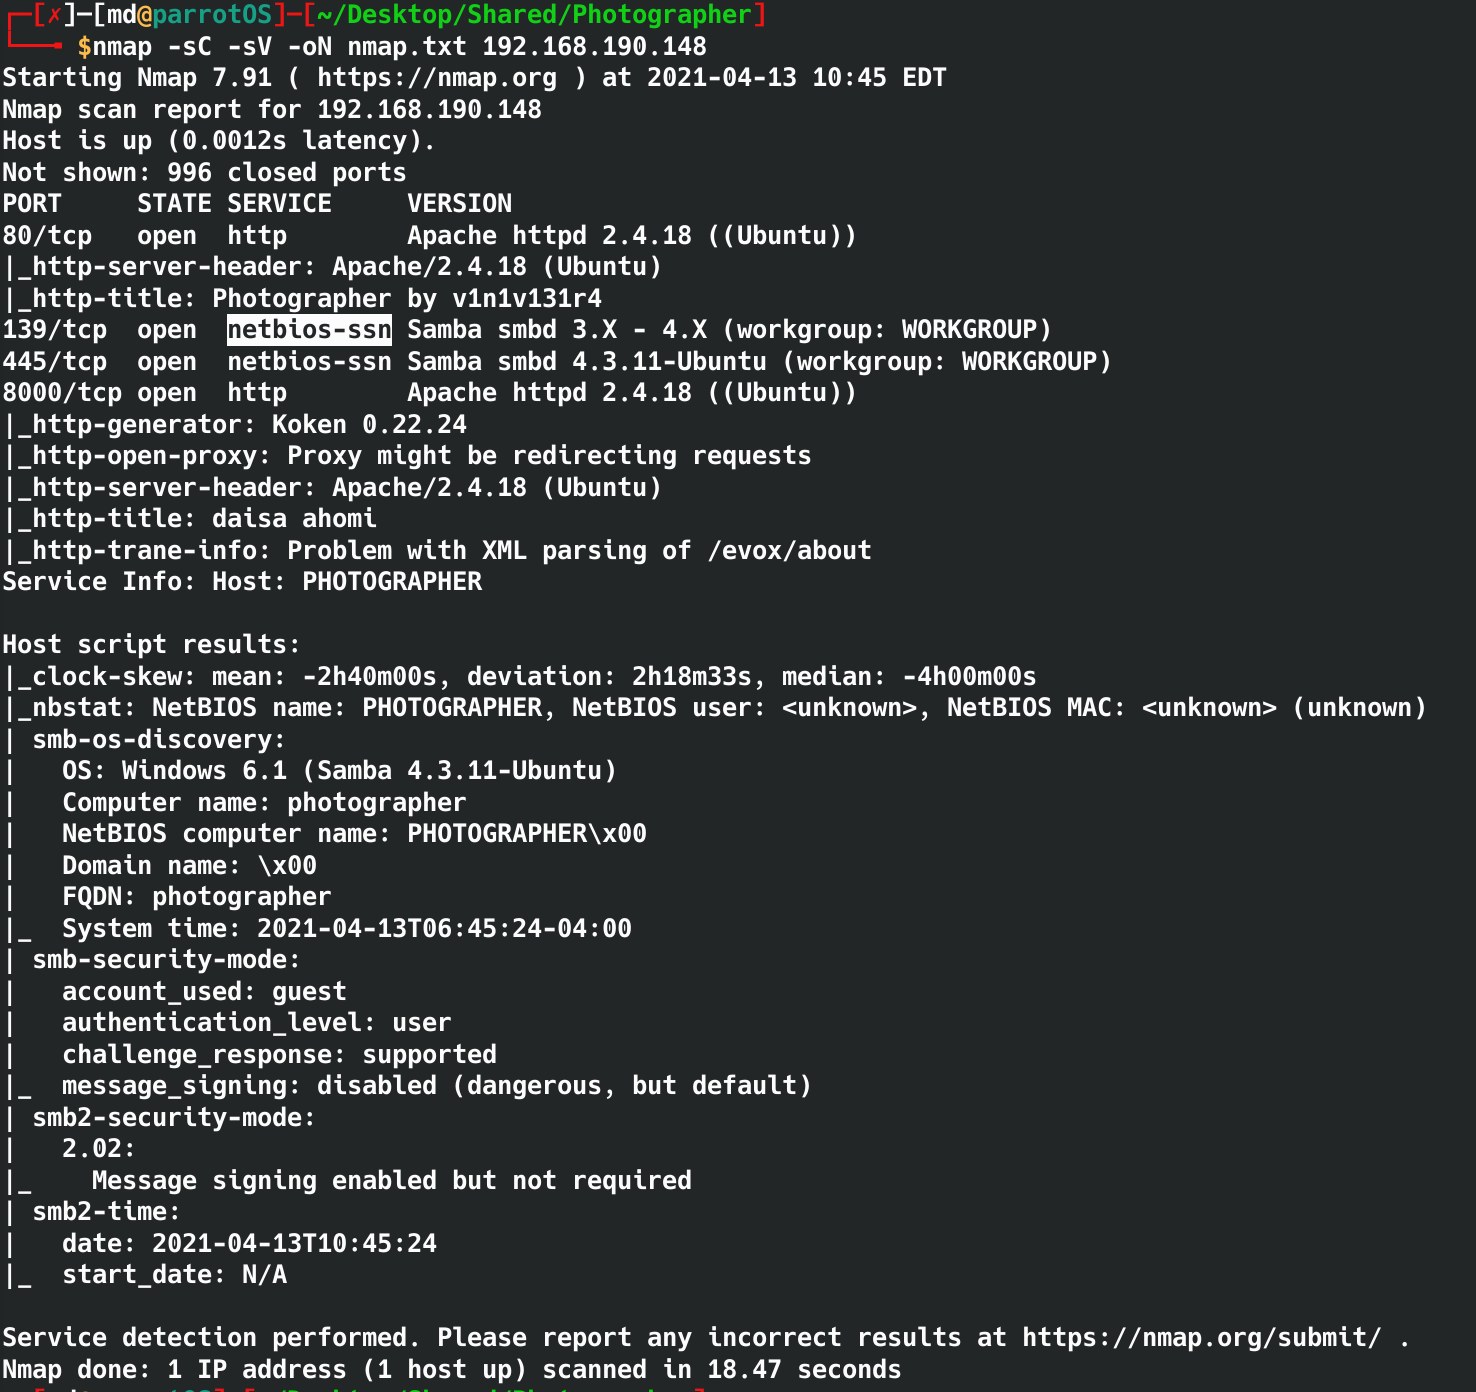 ┌─[✗]─[md@parrotOS]─[~/Desktop/Shared/Photographer]
└──╼ $nmap -sC -sV -oN nmap.txt 192.168.190.148
Starting Nmap 7.91 ( https://nmap.org ) at 2021-04-13 10:45 EDT
Nmap scan report for 192.168.190.148
Host is up (0.0012s latency).
Not shown: 996 closed ports
PORT     STATE SERVICE     VERSION
80/tcp   open  http        Apache httpd 2.4.18 ((Ubuntu))
|_http-server-header: Apache/2.4.18 (Ubuntu)
|_http-title: Photographer by v1n1v131r4
139/tcp  open  netbios-ssn Samba smbd 3.X - 4.X (workgroup: WORKGROUP)
445/tcp  open  netbios-ssn Samba smbd 4.3.11-Ubuntu (workgroup: WORKGROUP)
8000/tcp open  http        Apache httpd 2.4.18 ((Ubuntu))
|_http-generator: Koken 0.22.24
|_http-open-proxy: Proxy might be redirecting requests
|_http-server-header: Apache/2.4.18 (Ubuntu)
|_http-title: daisa ahomi
|_http-trane-info: Problem with XML parsing of /evox/about
Service Info: Host: PHOTOGRAPHER

Host script results:
|_clock-skew: mean: -2h40m00s, deviation: 2h18m33s, median: -4h00m00s
|_nbstat: NetBIOS name: PHOTOGRAPHER, NetBIOS user: <unknown>, NetBIOS MAC: <unknown> (unknown)
| smb-os-discovery:
|   OS: Windows 6.1 (Samba 4.3.11-Ubuntu)
|   Computer name: photographer
|   NetBIOS computer name: PHOTOGRAPHER\x00
|   Domain name: \x00
|   FQDN: photographer
|_  System time: 2021-04-13T06:45:24-04:00
| smb-security-mode:
|   account_used: guest
|   authentication_level: user
|   challenge_response: supported
|_  message_signing: disabled (dangerous, but default)
| smb2-security-mode:
|   2.02:
|_    Message signing enabled but not required
| smb2-time:
|   date: 2021-04-13T10:45:24
|_  start_date: N/A

Service detection performed. Please report any incorrect results at https://nmap.org/submit/ .
Nmap done: 1 IP address (1 host up) scanned in 18.47 seconds